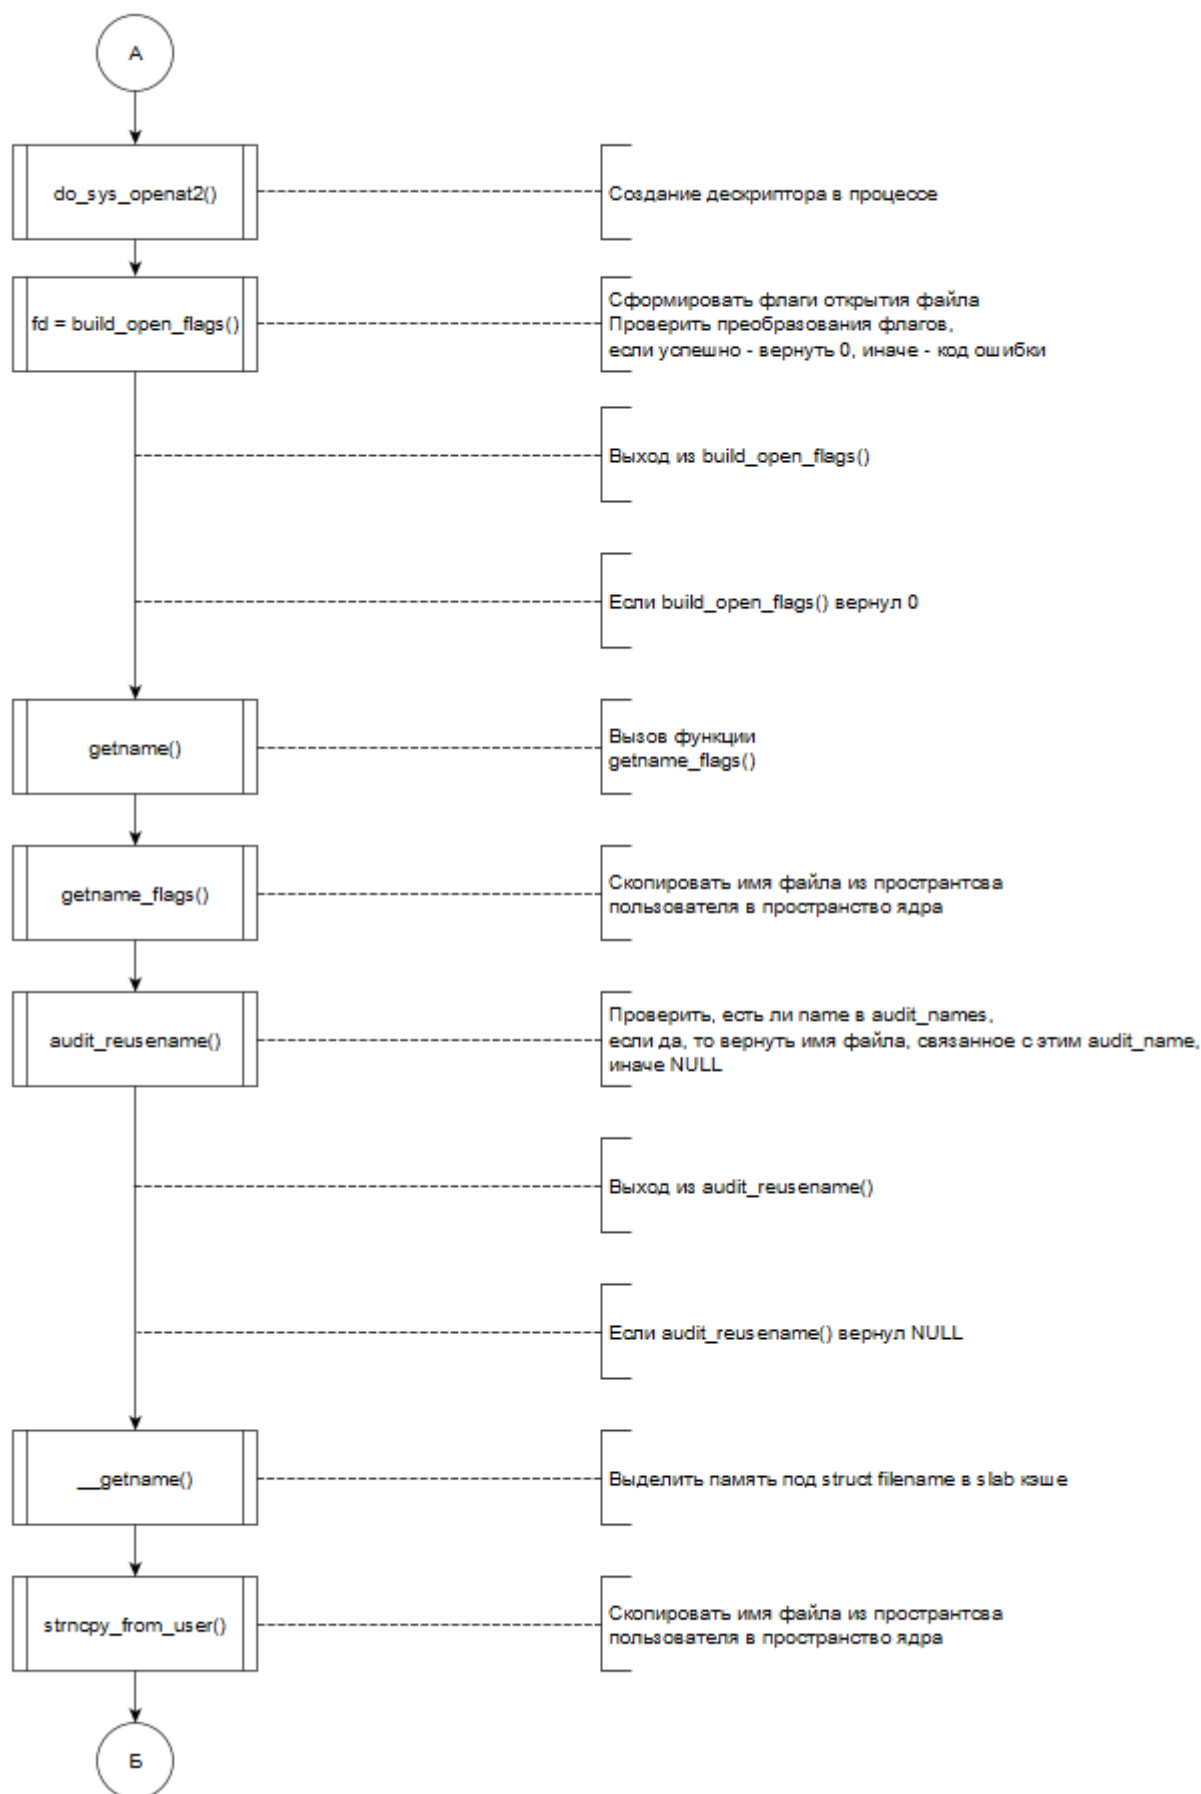 А
do_sys_openat2()
Создание дескриптора в процессе
fd = build_open_flags()
Сформировать флаги открытия файла
Проверить преобразования флагов,
если успешно - вернуть 0, иначе - код ошибки
Выход из build_open_flags()
Если build_open_flags() вернул 0
getname()
Вызов функции
getname_flags()
getname_flags()
Скопировать имя файла из пространтсва
пользователя в пространство ядра
audit_reusename()
Проверить, есть ли name в audit_names,
если да, то вернуть имя файла, связанное с этим audit_name,
иначе NULL
Выход из audit_reusename()
Если audit_reusename() вернул NULL
__getname()
Выделить память под struct filename в slab кэше
strncpy_from_user()
Скопировать имя файла из пространтсва
пользователя в пространство ядра
Б